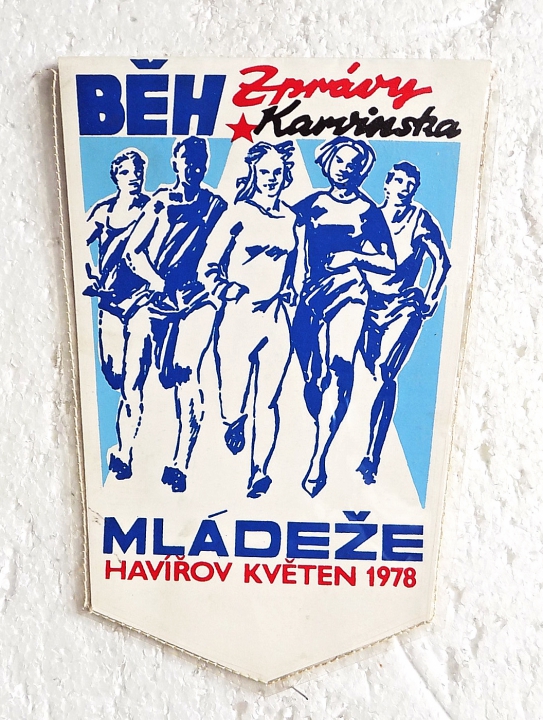 BĚH Zprávy
★Karvinska
MLÁDEŽE
HAVÍŘOV KVĚTEN 1978